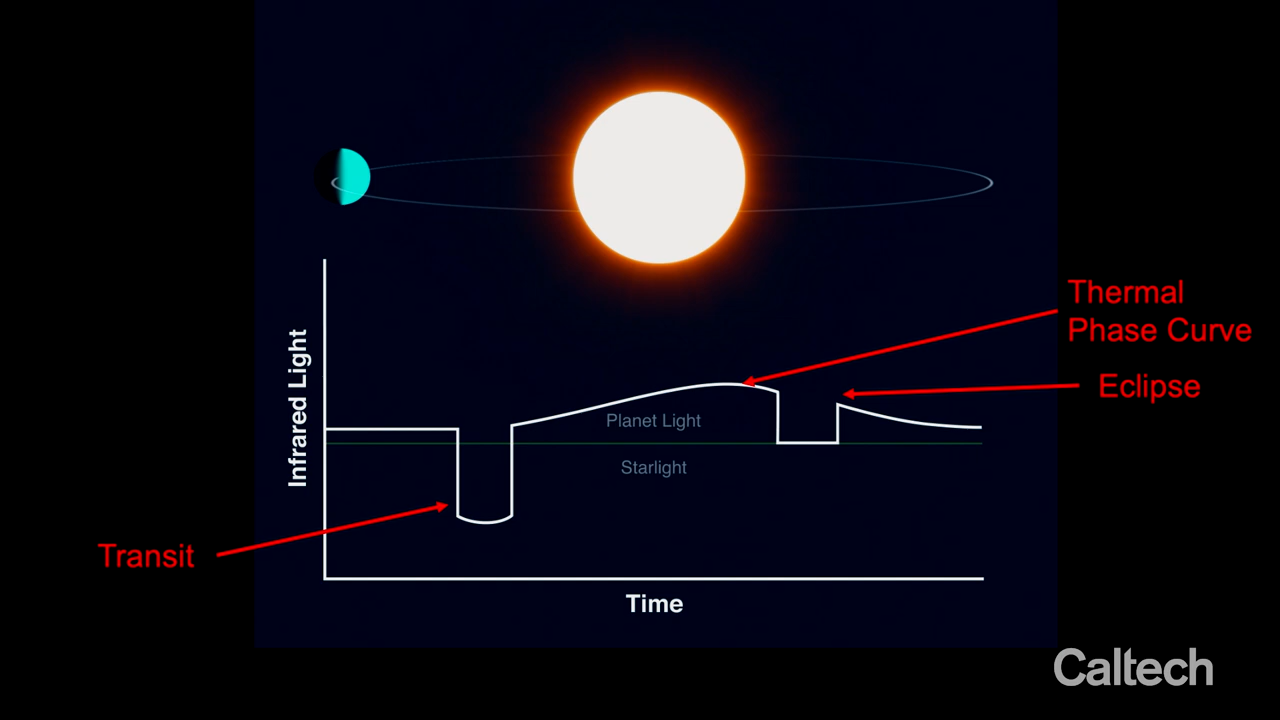 Thermal
Phase Curve
Eclipse
Infrared Light
Planet Light
Starlight
Transit
Time
Caltech